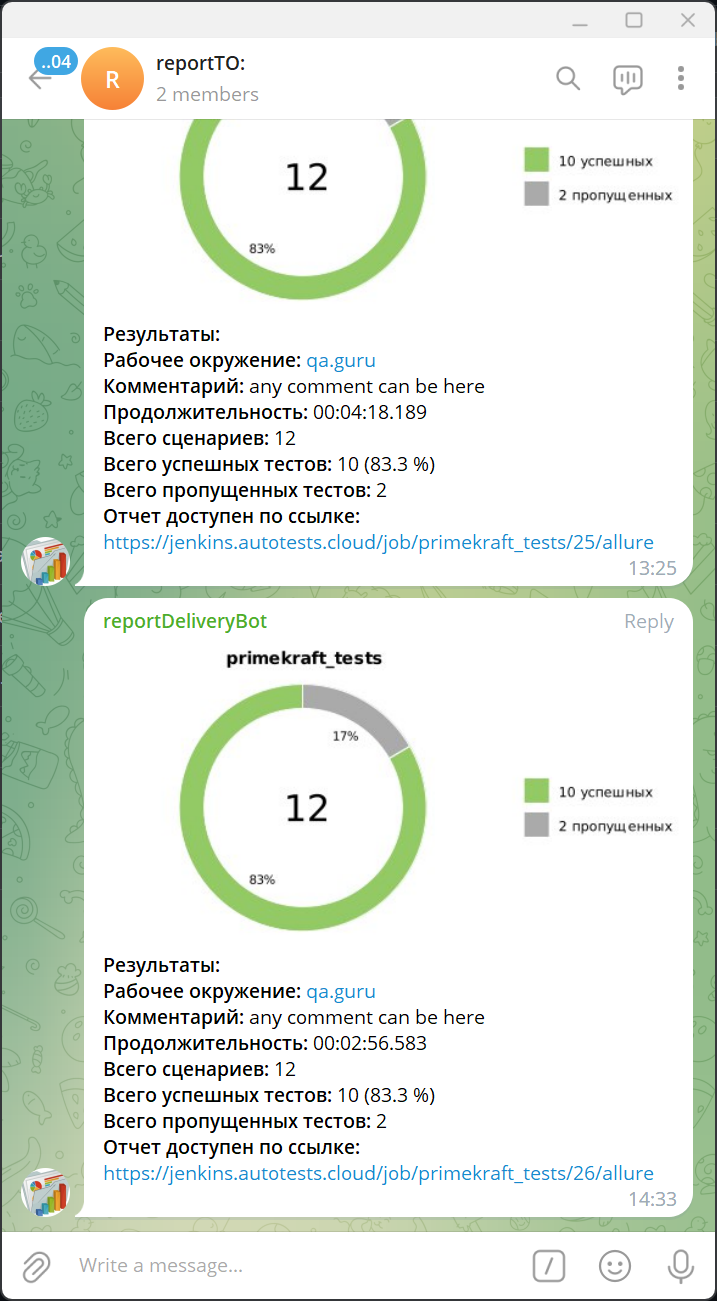 ..04
R
reportTO:
2 members
12
83%
10 успешных
2 пропущенных
Результаты:
Рабочее окружение: qa.guru
Комментарий: any comment can be here
Продолжительность: 00:04:18.189
Всего сценариев: 12
Всего успешных тестов: 10 (83.3 %)
Всего пропущенных тестов: 2
Отчет доступен по ссылке:
https://jenkins.autotests.cloud/job/primekraft_tests/25/allure
13:25
reportDeliveryBot
Reply
primekraft_tests
17%
12
83%
10 успешных
2 пропущенных
Результаты:
Рабочее окружение: qa.guru
Комментарий: any comment can be here
Продолжительность: 00:02:56.583
Всего сценариев: 12
Всего успешных тестов: 10 (83.3 %)
Всего пропущенных тестов: 2
Отчет доступен по ссылке:
https://jenkins.autotests.cloud/job/primekraft_tests/26/allure
14:33
Write a message...